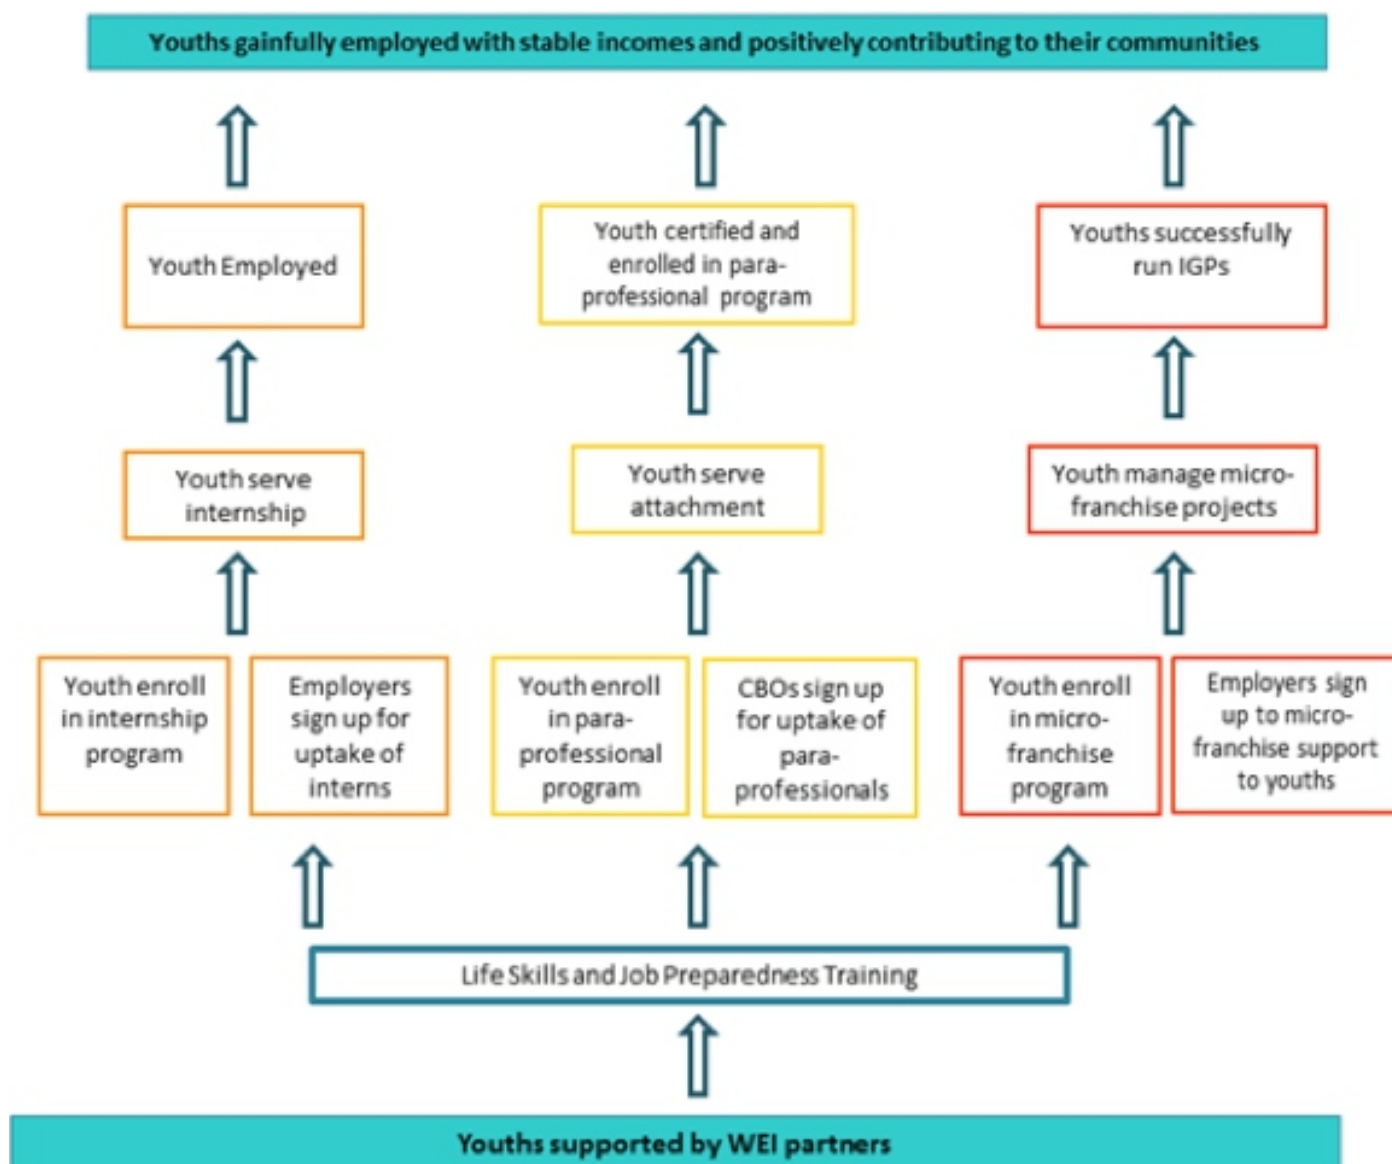 Youths gainfully employed with stable incomes and positively contributing to their communities
Youth Employed
Youth certified and
enrolled in para-
professional program
Youths successfully
run IGPs
Youth serve
internship
Youth serve
attachment
Youth manage micro-
franchise projects
Youth enroll
in internship
program
Employers
sign up for
uptake of
interns
Youth enroll
in para-
professional
program
CBOs sign up
for uptake of
para-
professionals
Youth enroll
in micro-
franchise
program
Employers sign
up to micro-
franchise support
to youths
Life Skills and Job Preparedness Training
Youths supported by WEI partners